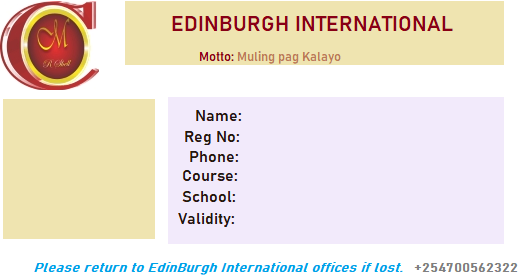 EDINBURGH INTERNATIONAL
Motto: Muling pag Kalayo
M
R Shell
Name:
Reg No:
Phone:
Course:
School:
Validity:
Please return to EdinBurgh International offices if lost. +254700562322